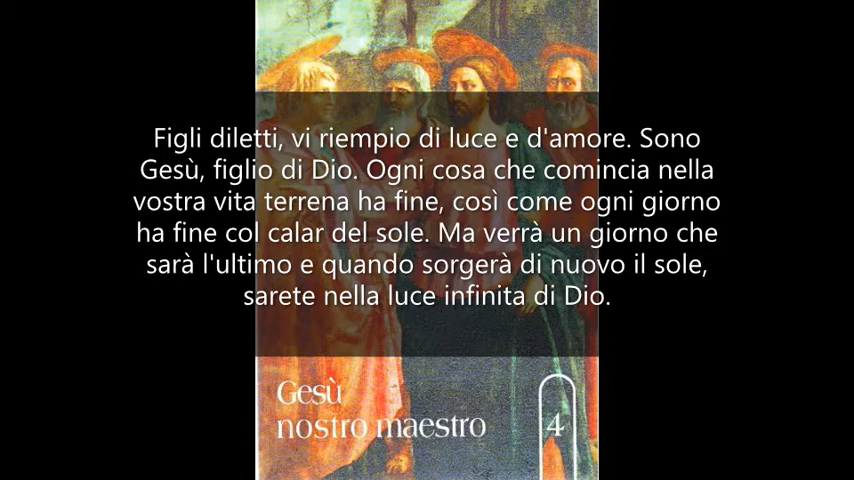 Figli diletti, vi riempio di luce e d'amore. Sono
Gesù, figlio di Dio. Ogni cosa che comincia nella
vostra vita terrena ha fine, così come ogni giorno
ha fine col calar del sole. Ma verrà un giorno che
sarà l'ultimo e quando sorgerà di nuovo il sole,
sarete nella luce infinita di Dio.
Gesù
nostro maestro
4